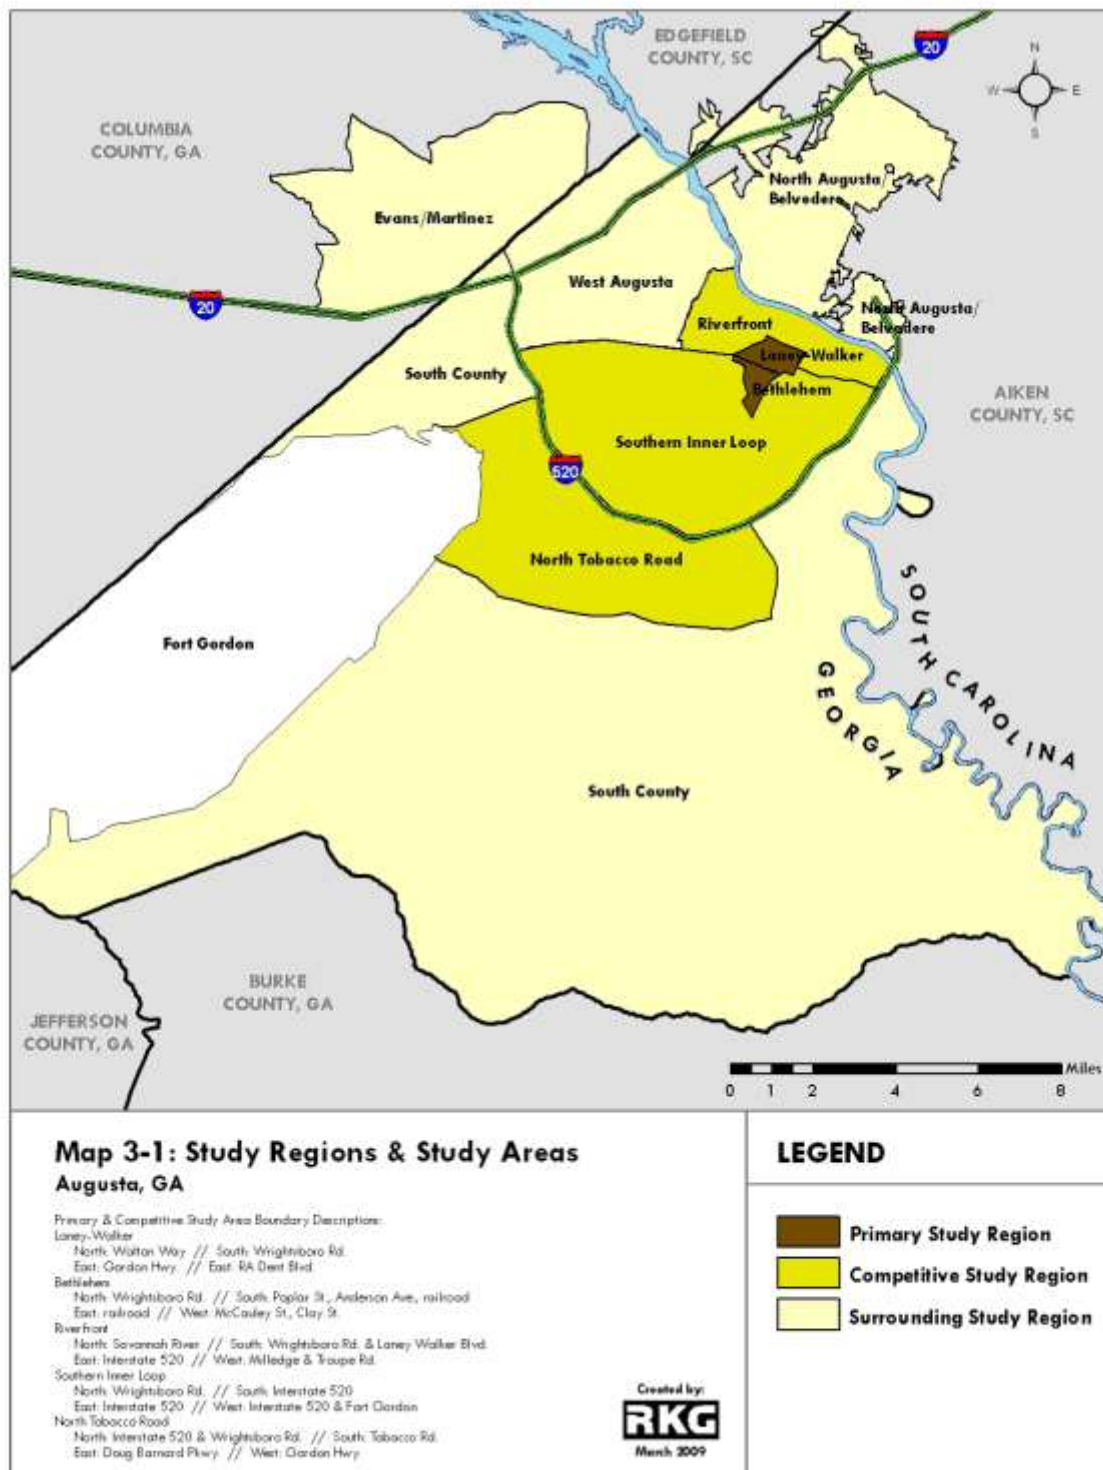 EDGEFIELD
COUNTY, SC
20
N
W E
S
COLUMBIA
COUNTY, GA
North Augusta/
Belvedere
Evans/Martinez
West Augusta
20
Riverfront
North Augusta/
Belvedere
Laney-Walker
South County
Bethlehem
AIKEN
COUNTY, SC
Southern Inner Loop
520
North Tobacco Road
SOUTH CAROLINA
GEORGIA
Fort Gordon
South County
BURKE
COUNTY, GA
JEFFERSON
COUNTY, GA
Miles
0 1 2 4 6 8
Map 3-1: Study Regions & Study Areas
Augusta, GA
Primary & Competitive Study Area Boundary Descriptions:
Laney-Walker
North: Walton Way // South: Wrightsboro Rd.
East: Gordon Hwy. // East: RA Dent Blvd
Bethlehem
North: Wrightsboro Rd. // South: Poplar St., Anderson Ave., railroad
East: railroad // West: McCauley St., Clay St.
Riverfront
North: Savannah River // South: Wrightsboro Rd. & Laney Walker Blvd.
East: Interstate 520 // West: Milledge & Troupe Rd.
Southern Inner Loop
North: Wrightsboro Rd. // South: Interstate 520
East: Interstate 520 // West: Interstate 520 & Fort Gordon
North Tobacco Road
North: Interstate 520 & Wrightsboro Rd. // South: Tobacco Rd.
East: Doug Barnard Pkwy // West: Gordon Hwy
Created by:
RKG
March 2009
LEGEND
Primary Study Region
Competitive Study Region
Surrounding Study Region